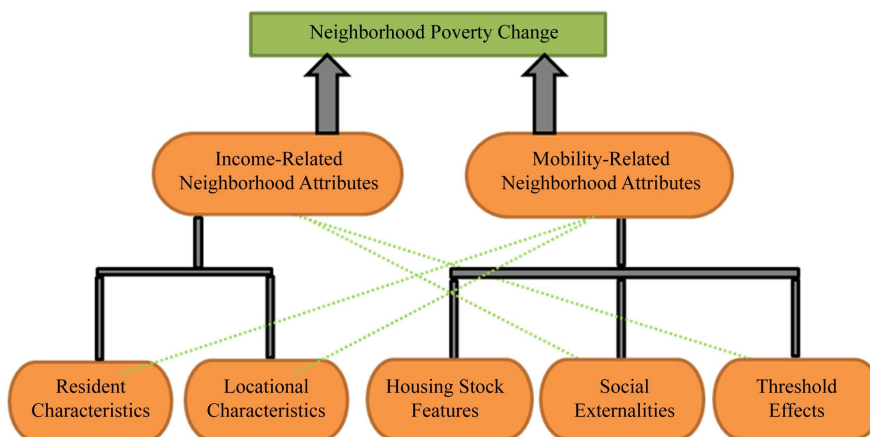 Neighborhood Poverty Change
Income-Related
Neighborhood Attributes
Mobility-Related
Neighborhood Attributes
Resident
Characteristics
Locational
Characteristics
Housing Stock
Features
Social
Externalities
Threshold
Effects